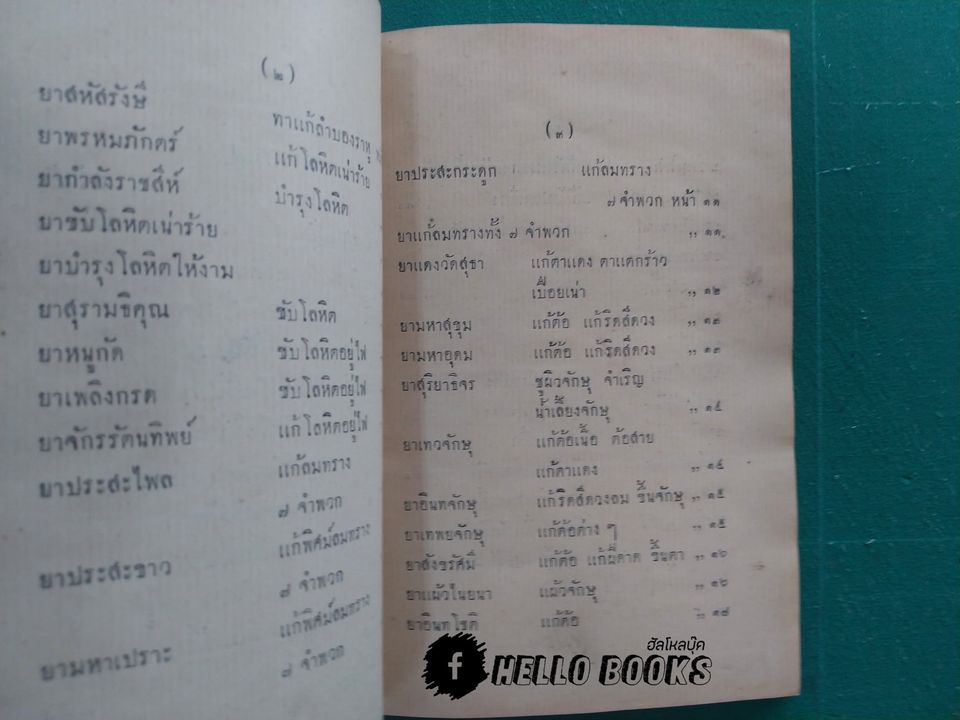 (๒)
ยาสหัสรังษี ทาแก้ลำบองราหู
ยาพรหมภักตร์ แก้โลหิตเน่าร้าย
ยากำลังราชสีห์ บำรุงโลหิต
ยาขับโลหิตเน่าร้าย
ยาบำรุงโลหิตให้งาม
ยาสุรามธิคุณ ขับโลหิต
ยาหนูกัด ขับโลหิตอยู่ไฟ
ยาเพลิงกรด ขับโลหิตอยู่ไฟ
ยาจักรรัตนทิพย์ แก้โลหิตอยู่ไฟ
ยาประสะไพล แก้ลมทราง
๗ จำพวก
ยาประสะขาว แก้พิศม์ลมทราง
๗ จำพวก
ยามหาเปราะ แก้พิศม์ลมทราง
๗ จำพวก
(๓)
ยาประสะกระดูก แก้ลมทราง
๗ จำพวก หน้า ๑๑
ยาแก้ลมทรางทั้ง ๗ จำพวก ,, ๑๑
ยาแดงวัดสุธา แก้ตาแดง ตาแตกร้าว
เปื่อยเน่า ,, ๑๒
ยามหาสุขุม แก้ต้อ แก้ริดสีดวง ,, ๑๓
ยามหาอุดม แก้ต้อ แก้ริดสีดวง ,, ๑๓
ยาสุริยาธิจร ชูผิวจักษุ จำเริญ
น้ำเลี้ยงจักษุ ,, ๑๔
ยาเทวจักษุ แก้ต้อเนื้อ ต้อสาย
แก้ตาแดง ,, ๑๔
ยาอินทจักษุ แก้ริดสีดวงลม ขึ้นจักษุ ,, ๑๕
ยาเทพยจักษุ แก้ต้อต่าง ๆ ,, ๑๕
ยาสังขรัศมี แก้ต้อ แก้ฝีดาด ขึ้นตา ,, ๑๖
ยาแผ้วในยนา แผ้วจักษุ ,, ๑๖
ยาอินทโชติ แก้ต้อ ,, ๑๗
ฮัลโหลบุ๊ค
f HELLO BOOKS